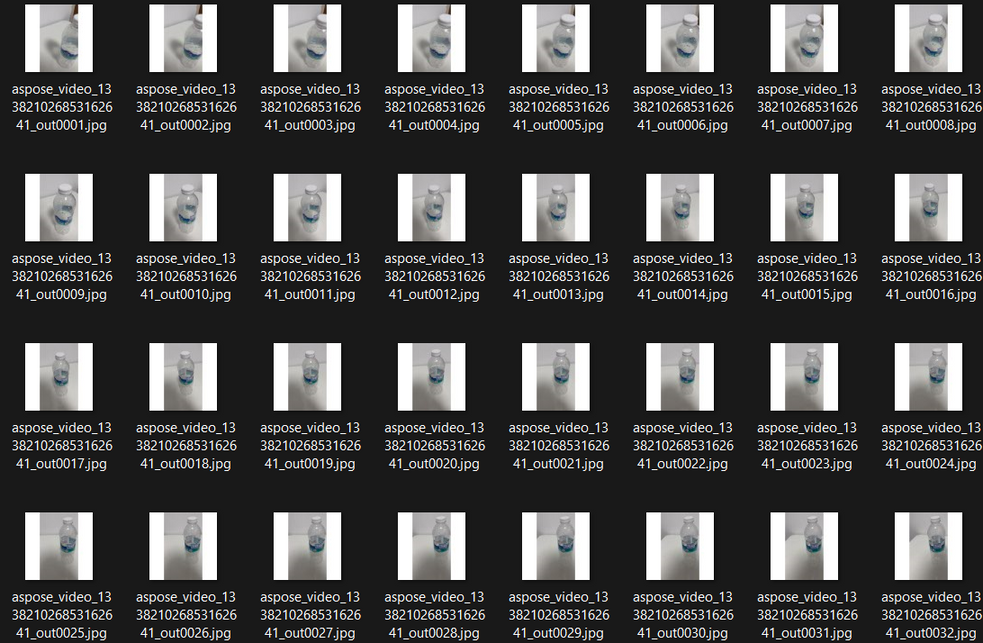 aspose_video_13 aspose_video_13 aspose_video_13 aspose_video_13 aspose_video_13 aspose_video_13 aspose_video_13 aspose_video_13
38210268531626 38210268531626 38210268531626 38210268531626 38210268531626 38210268531626 38210268531626 38210268531626
41_out0001.jpg 41_out0002.jpg 41_out0003.jpg 41_out0004.jpg 41_out0005.jpg 41_out0006.jpg 41_out0007.jpg 41_out0008.jpg
aspose_video_13 aspose_video_13 aspose_video_13 aspose_video_13 aspose_video_13 aspose_video_13 aspose_video_13 aspose_video_13
38210268531626 38210268531626 38210268531626 38210268531626 38210268531626 38210268531626 38210268531626 38210268531626
41_out0009.jpg 41_out0010.jpg 41_out0011.jpg 41_out0012.jpg 41_out0013.jpg 41_out0014.jpg 41_out0015.jpg 41_out0016.jpg
aspose_video_13 aspose_video_13 aspose_video_13 aspose_video_13 aspose_video_13 aspose_video_13 aspose_video_13 aspose_video_13
38210268531626 38210268531626 38210268531626 38210268531626 38210268531626 38210268531626 38210268531626 38210268531626
41_out0017.jpg 41_out0018.jpg 41_out0019.jpg 41_out0020.jpg 41_out0021.jpg 41_out0022.jpg 41_out0023.jpg 41_out0024.jpg
aspose_video_13 aspose_video_13 aspose_video_13 aspose_video_13 aspose_video_13 aspose_video_13 aspose_video_13 aspose_video_13
38210268531626 38210268531626 38210268531626 38210268531626 38210268531626 38210268531626 38210268531626 38210268531626
41_out0025.jpg 41_out0026.jpg 41_out0027.jpg 41_out0028.jpg 41_out0029.jpg 41_out0030.jpg 41_out0031.jpg 41_out0032.jpg